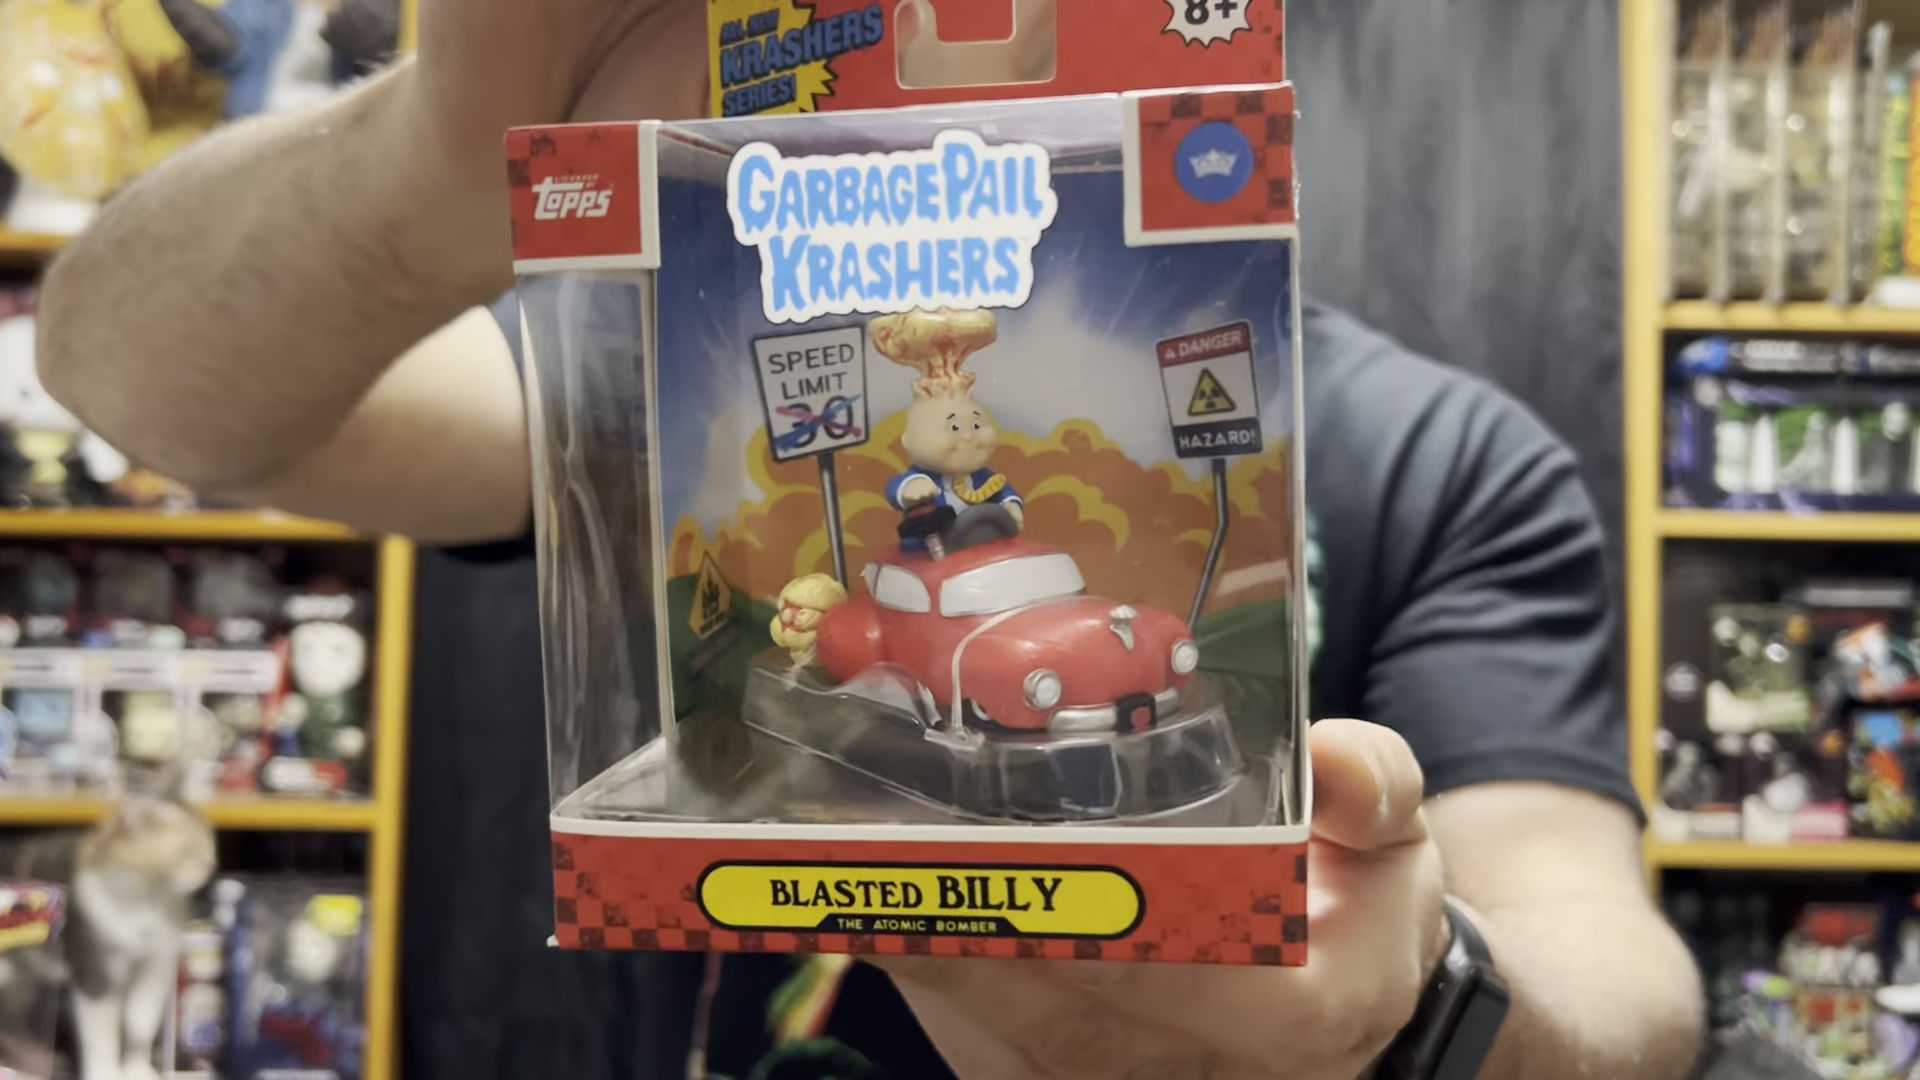 ALL NEW
KRASHERS
SERIES!
8+
LICENSED BY
topps
GARBAGE PAIL
KRASHERS
SPEED
LIMIT
30
DANGER
HAZARD!
BLASTED BILLY
THE ATOMIC BOMBER